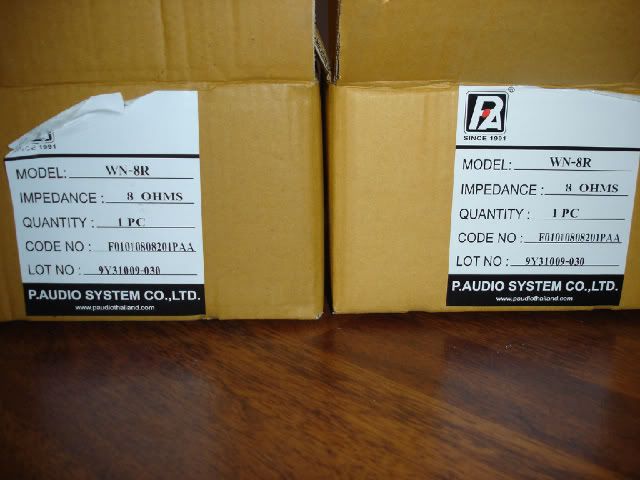 SINCE 1991
MODEL: WN-8R
IMPEDANCE: 8 OHMS
QUANTITY: 1 PC
CODE NO: F01010808201PAA
LOT NO: 9Y31009-030
P.AUDIO SYSTEM CO.,LTD.
www.paudiothailand.com
PA ®
SINCE 1991
MODEL: WN-8R
IMPEDANCE: 8 OHMS
QUANTITY: 1 PC
CODE NO: F01010808201PAA
LOT NO: 9Y31009-030
P.AUDIO SYSTEM CO.,LTD.
www.paudiothailand.com